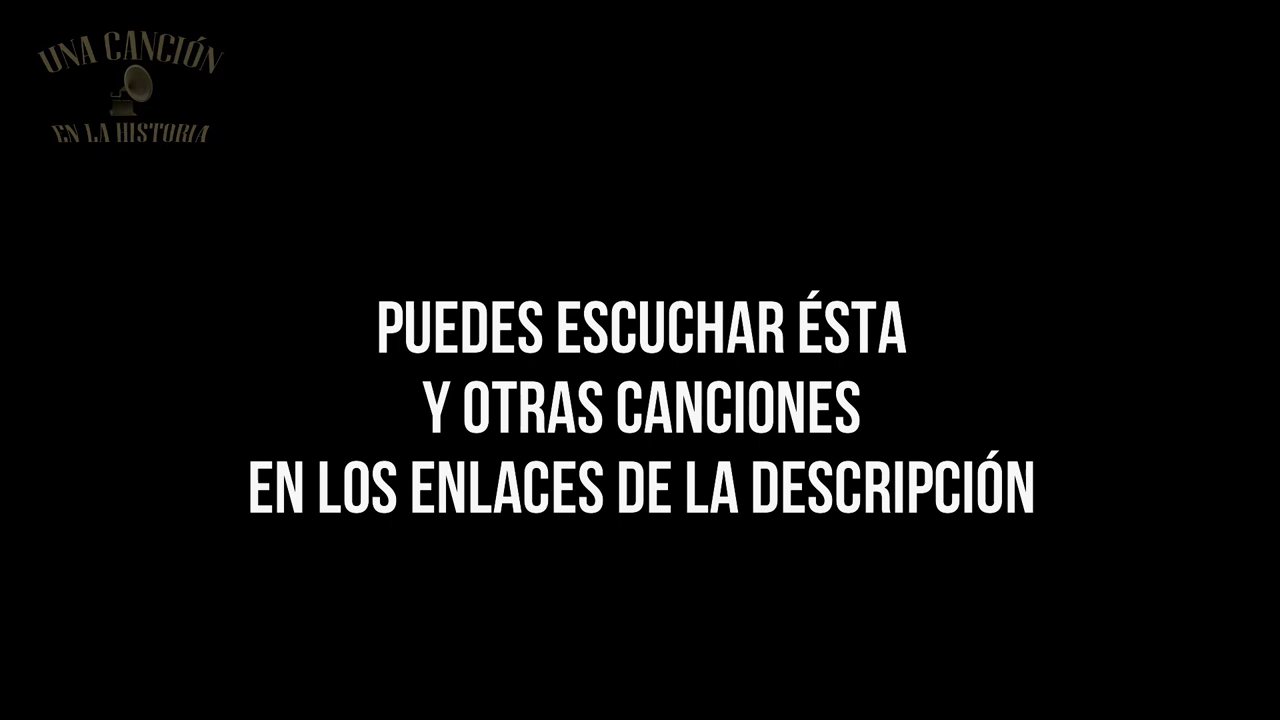 UNA CANCIÓN
EN LA HISTORIA
PUEDES ESCUCHAR ÉSTA
Y OTRAS CANCIONES
EN LOS ENLACES DE LA DESCRIPCIÓN